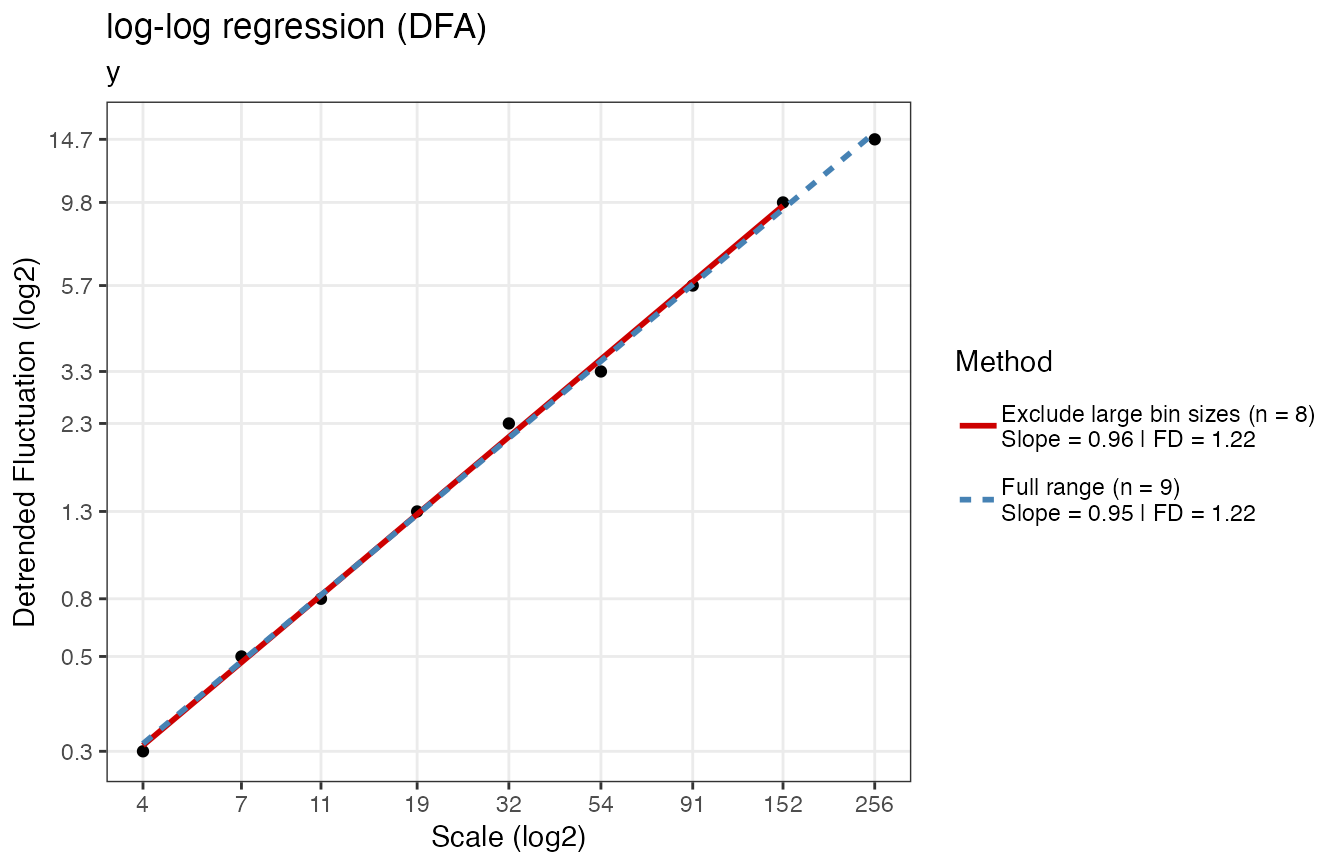 log-log regression (DFA)
y
14.7
9.8
5.7
3.3
2.3
1.3
0.8
0.5
0.3
Detrended Fluctuation (log2)
4 7 11 19 32 54 91 152 256
Scale (log2)
Method
Exclude large bin sizes (n = 8)
Slope = 0.96 | FD = 1.22
Full range (n = 9)
Slope = 0.95 | FD = 1.22